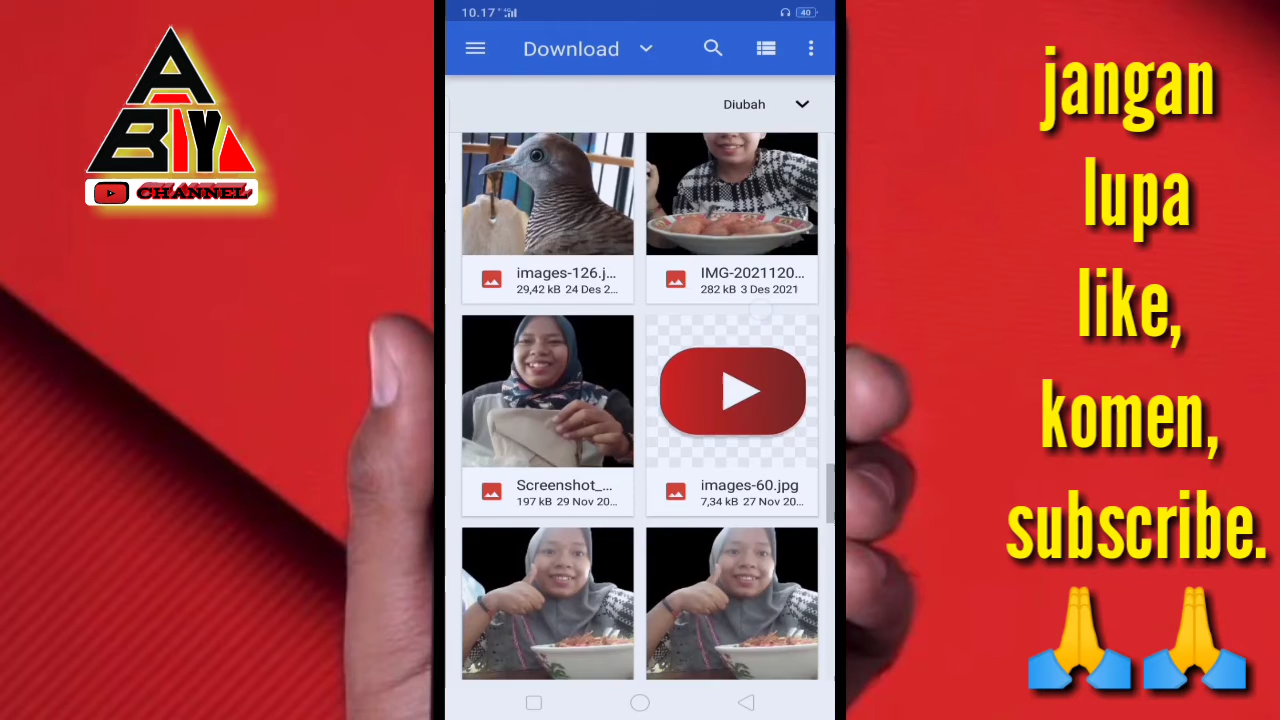 10.17
40
Download
Diubah
images-126.j...
29,42 kB 24 Des 2...
IMG-2021120...
282 kB 3 Des 2021
Screenshot_...
197 kB 29 Nov 20...
images-60.jpg
7,34 kB 27 Nov 20...
A
BIY
CHANNEL
jangan
lupa
like,
komen,
subscribe.
🙏🙏